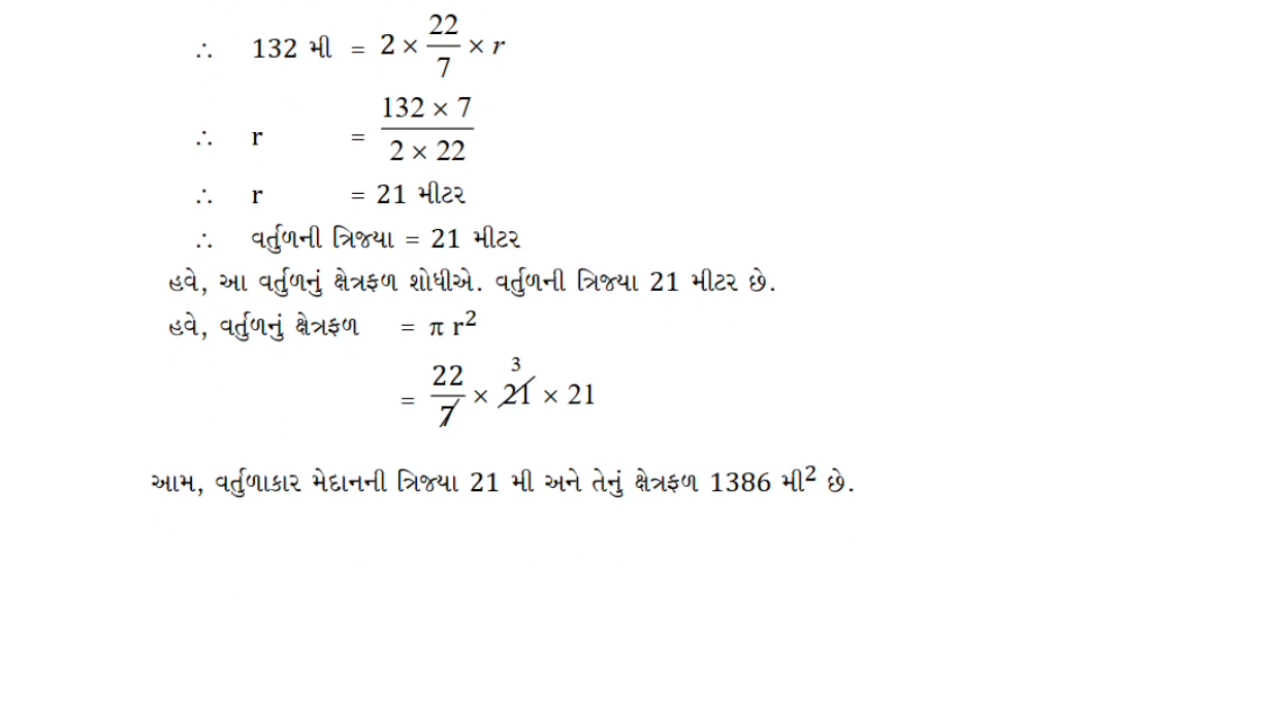 ∴ 132 મી = 2 × 22/7 × r
∴ r = 132 × 7 / 2 × 22
∴ r = 21 મીટર
∴ વર્તુળની ત્રિજ્યા = 21 મીટર
હવે, આ વર્તુળનું ક્ષેત્રફળ શોધીએ. વર્તુળની ત્રિજ્યા 21 મીટર છે.
હવે, વર્તુળનું ક્ષેત્રફળ = π r²
3
= 22/7 × 21 × 21
આમ, વર્તુળાકાર મેદાનની ત્રિજ્યા 21 મી અને તેનું ક્ષેત્રફળ 1386 મી² છે.